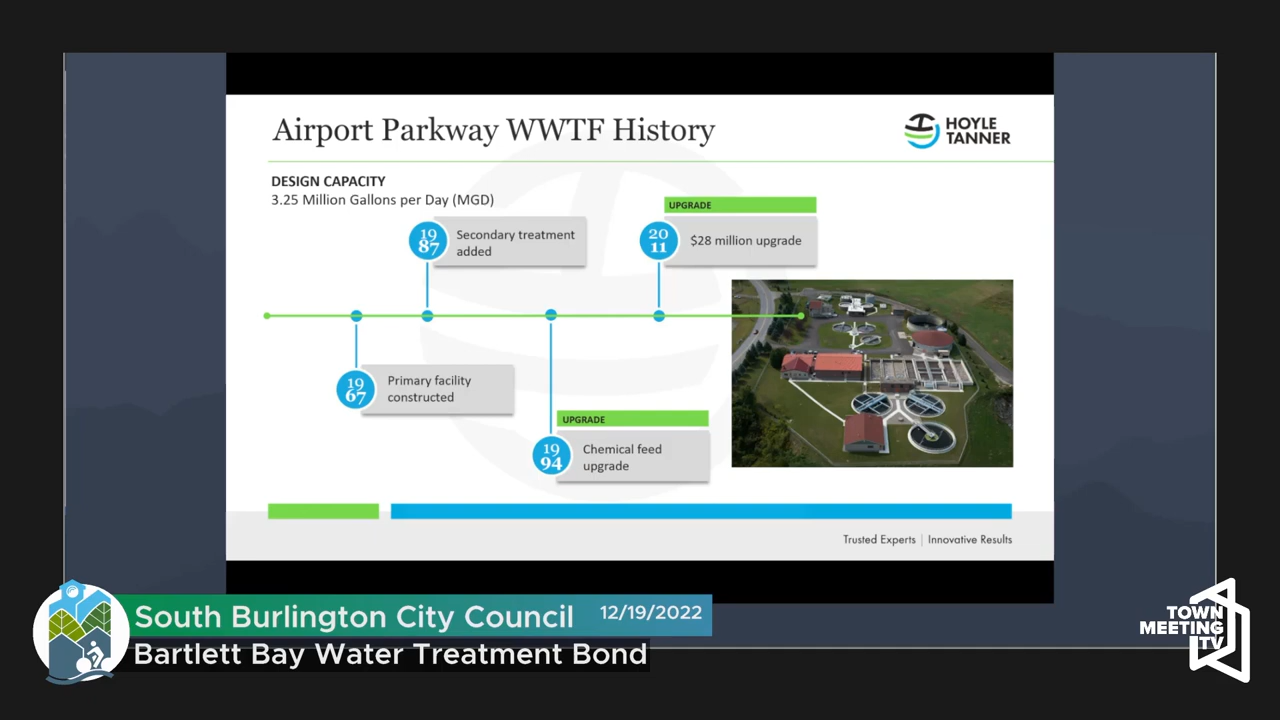 Airport Parkway WWTF History
HOYLE
TANNER
DESIGN CAPACITY
3.25 Million Gallons per Day (MGD)
19
87
Secondary treatment
added
UPGRADE
20
11
$28 million upgrade
19
67
Primary facility
constructed
UPGRADE
19
94
Chemical feed
upgrade
Trusted Experts | Innovative Results
South Burlington City Council 12/19/2022
Bartlett Bay Water Treatment Bond
TOWN
MEETING
TV